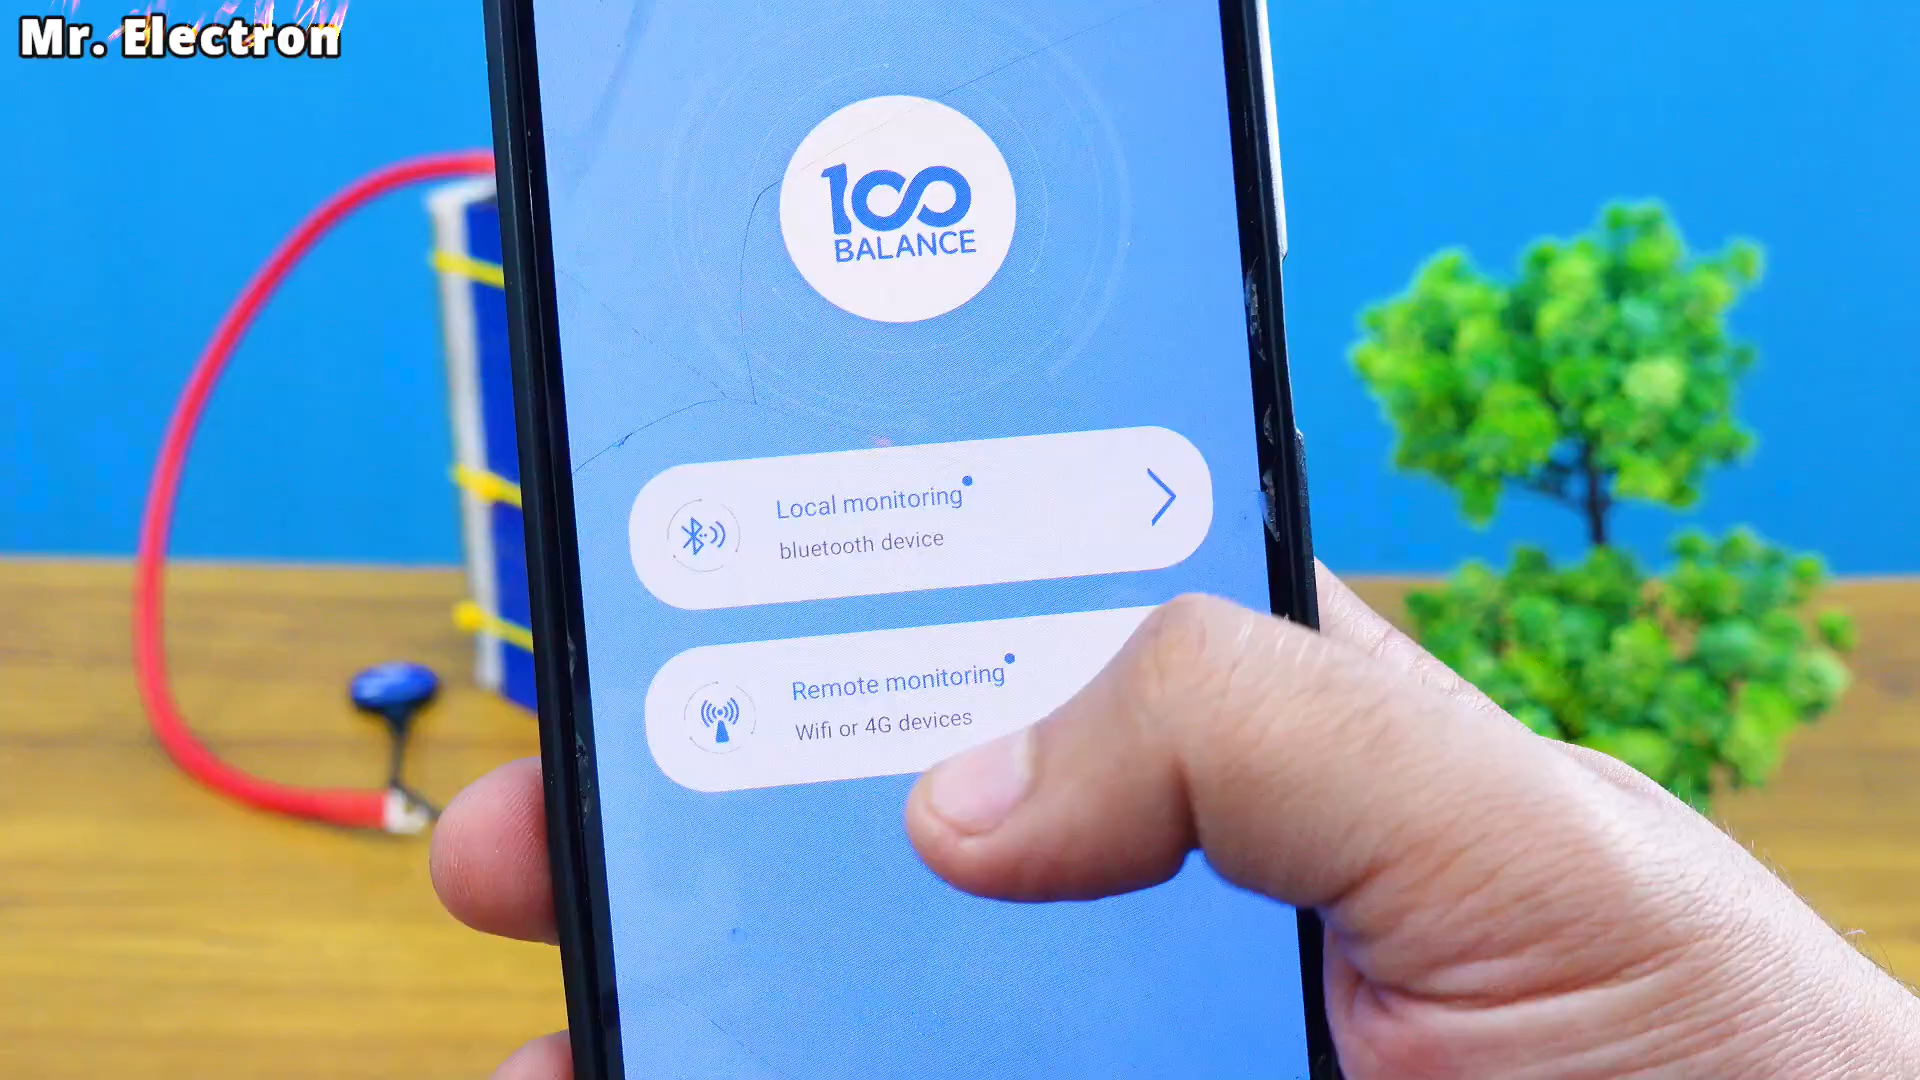 Mr. Electron
100
BALANCE
Local monitoring
bluetooth device
Remote monitoring
Wifi or 4G devices